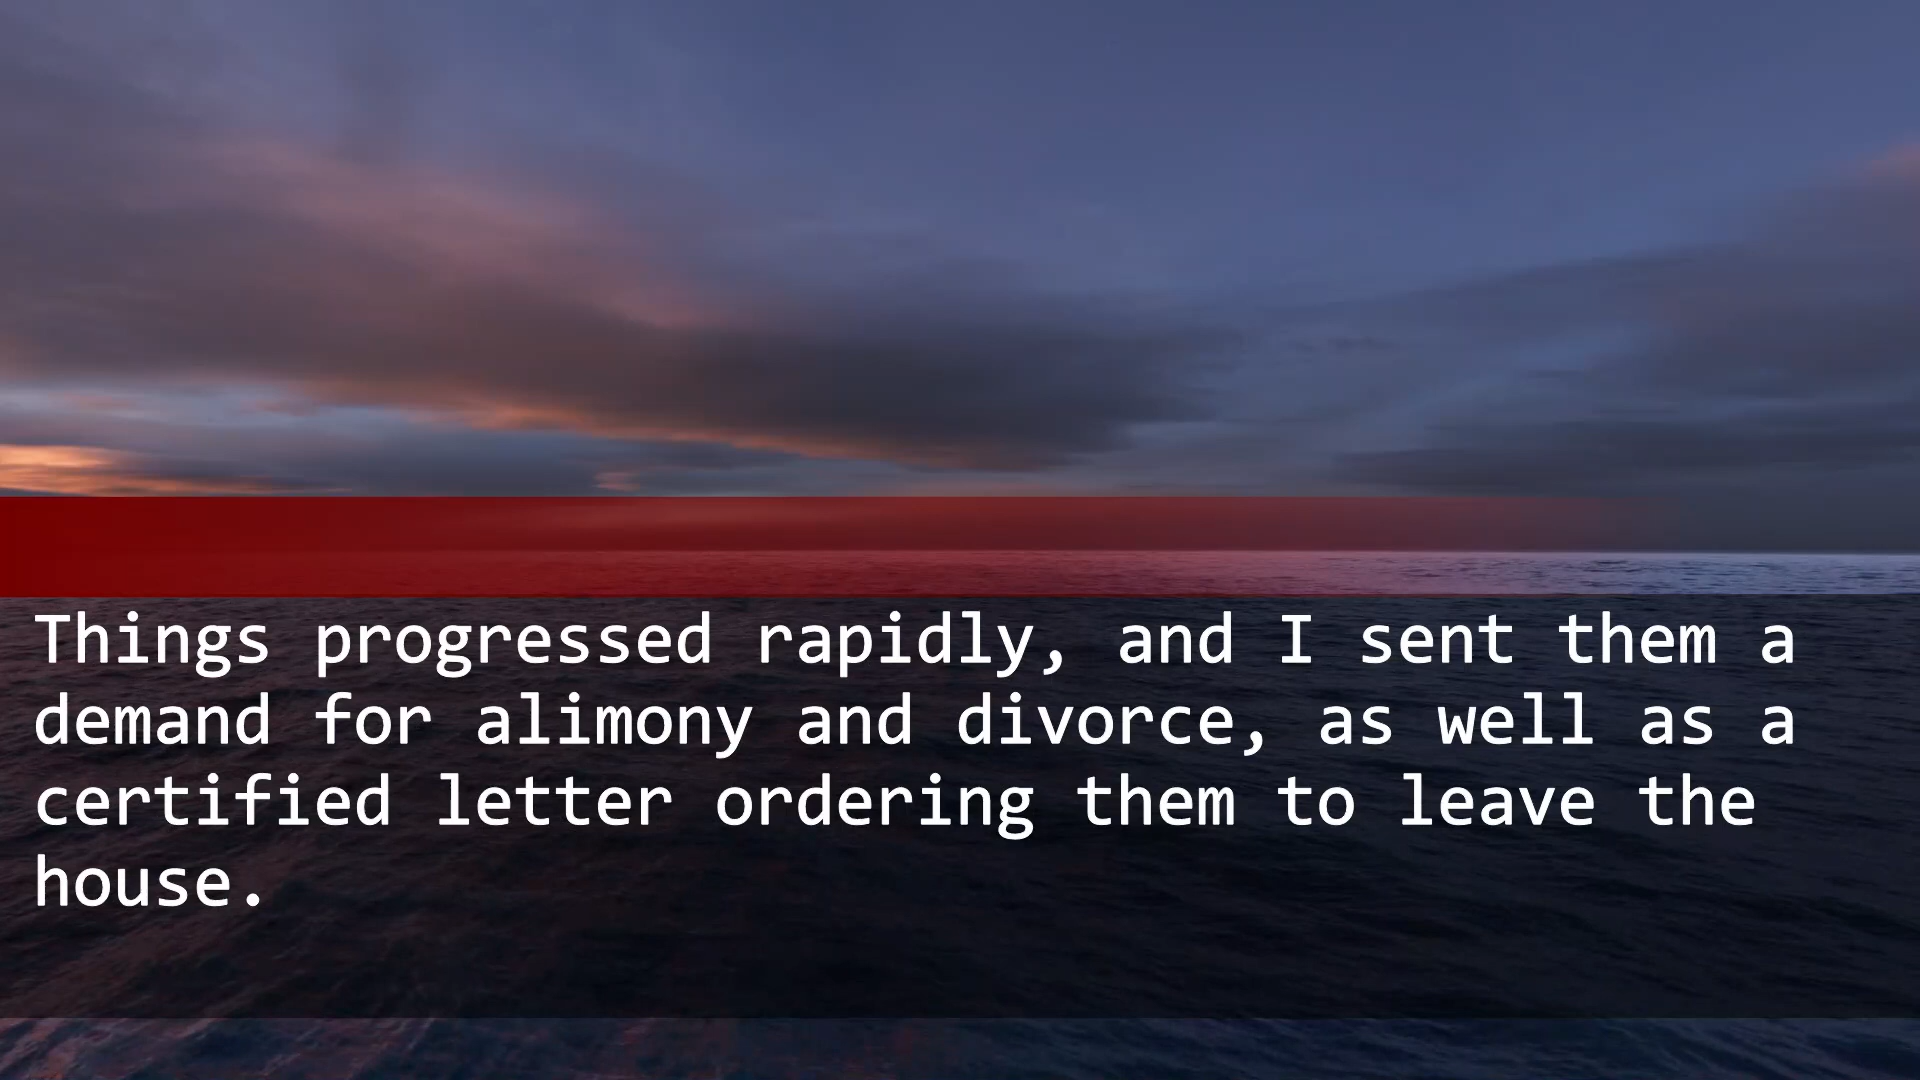 Things progressed rapidly, and I sent them a
demand for alimony and divorce, as well as a
certified letter ordering them to leave the
house.